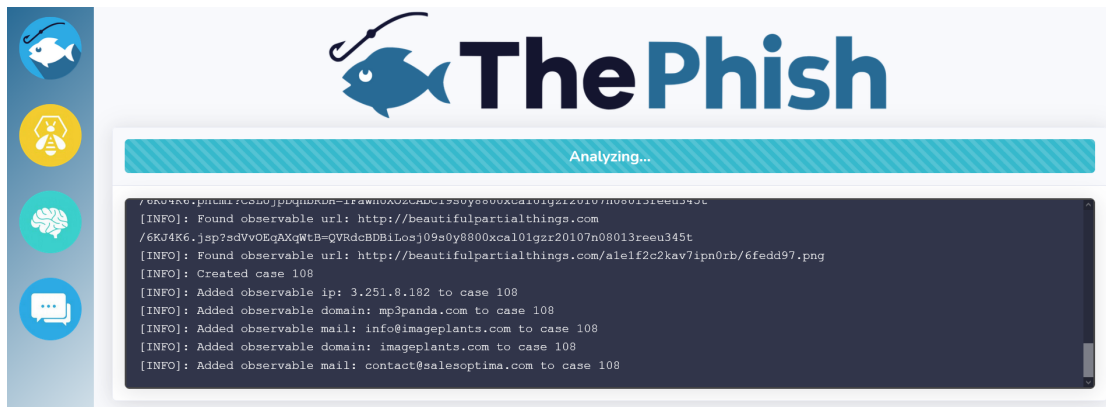 ThePhish
Analyzing...
[INFO]: Found observable url: http://beautifulpartialthings.com
/6KJ4K6.jsp?sdVvOEqAXqWtB=QVRdcBDBiLosj09s0y8800xcal01gzr20107n08013reeu345t
[INFO]: Found observable url: http://beautifulpartialthings.com/a1e1f2c2kav7ipn0rb/6fedd97.png
[INFO]: Created case 108
[INFO]: Added observable ip: 3.251.8.182 to case 108
[INFO]: Added observable domain: mp3panda.com to case 108
[INFO]: Added observable mail: info@imageplants.com to case 108
[INFO]: Added observable domain: imageplants.com to case 108
[INFO]: Added observable mail: contact@salesoptima.com to case 108